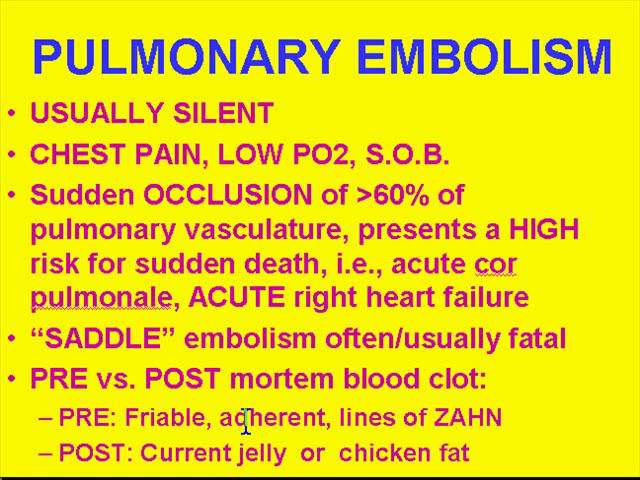 PULMONARY EMBOLISM
• USUALLY SILENT
• CHEST PAIN, LOW PO2, S.O.B.
• Sudden OCCLUSION of >60% of
pulmonary vasculature, presents a HIGH
risk for sudden death, i.e., acute cor
pulmonale, ACUTE right heart failure
• “SADDLE” embolism often/usually fatal
• PRE vs. POST mortem blood clot:
– PRE: Friable, adherent, lines of ZAHN
– POST: Current jelly or chicken fat